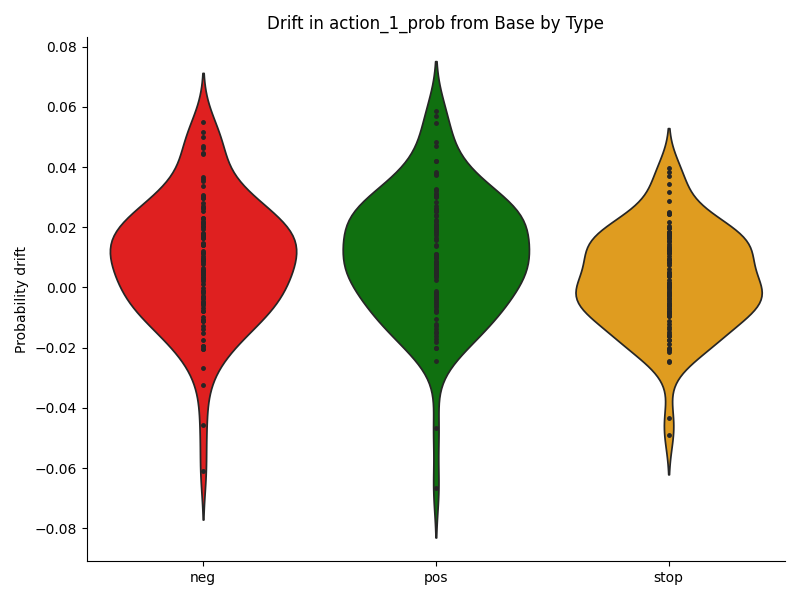 Drift in action_1_prob from Base by Type
Probability drift
0.08
0.06
0.04
0.02
0.00
−0.02
−0.04
−0.06
−0.08
neg
pos
stop